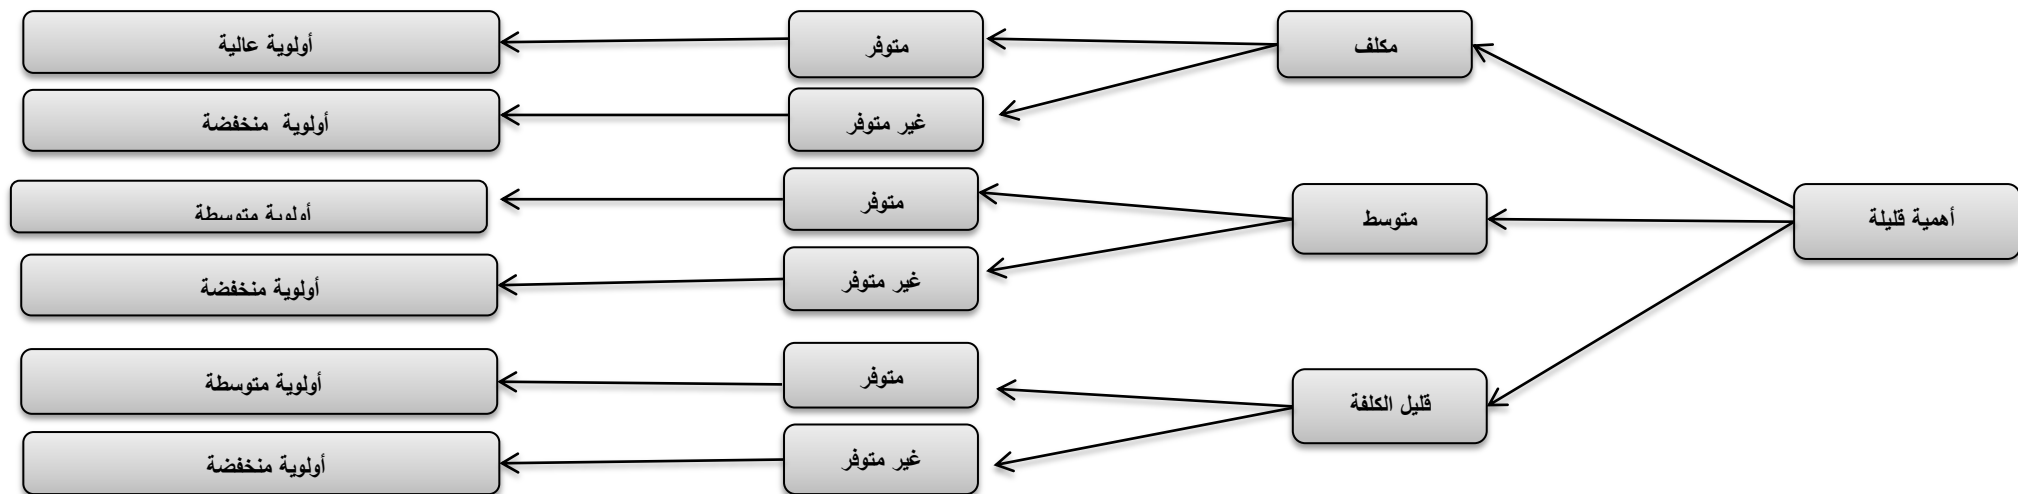 مكلف
متوفر
أولوية عالية
غير متوفر
أولوية منخفضة
أهمية قليلة
متوسط
متوفر
أولوية متوسطة
غير متوفر
أولوية منخفضة
قليل الكلفة
متوفر
أولوية متوسطة
غير متوفر
أولوية منخفضة